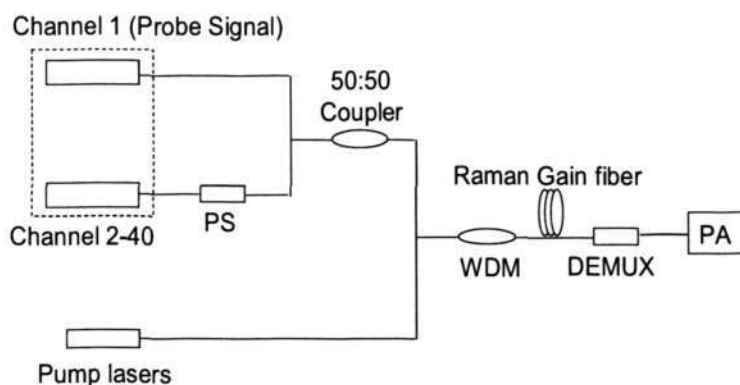 Channel 1 (Probe Signal)
50:50
Coupler
PS
Channel 2-40
Raman Gain fiber
WDM
DEMUX
PA
Pump lasers